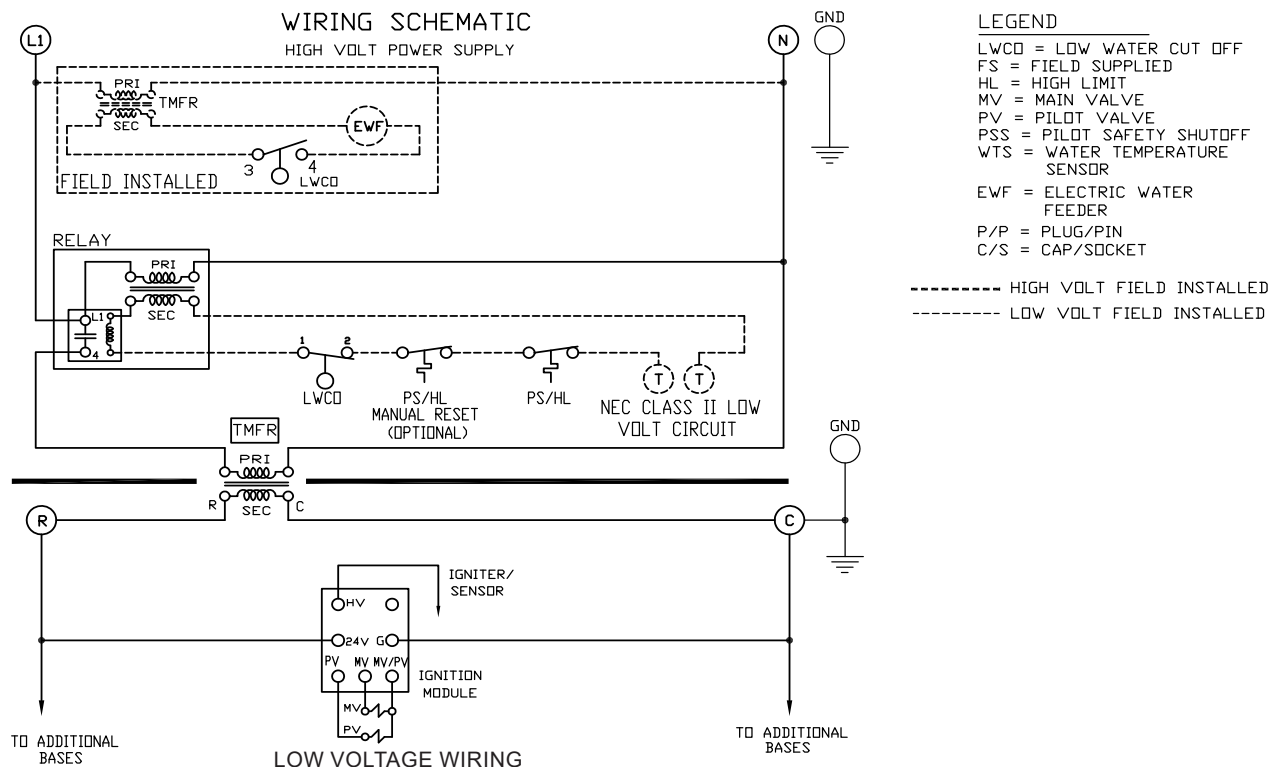 WIRING SCHEMATIC
HIGH VOLT POWER SUPPLY
L1
N
GND
PRI
TMFR
SEC
EWF
3
4
LWCO
FIELD INSTALLED
RELAY
PRI
SEC
L1
4
1
2
LWCO
PS/HL
MANUAL RESET
(OPTIONAL)
PS/HL
T
T
NEC CLASS II LOW
VOLT CIRCUIT
TMFR
PRI
R
SEC
C
R
C
GND
IGNITER/
SENSOR
HV
24V
G
PV
MV
MV/PV
IGNITION
MODULE
MV
PV
TO ADDITIONAL
BASES
TO ADDITIONAL
BASES
LOW VOLTAGE WIRING
LEGEND
LWCO = LOW WATER CUT OFF
FS = FIELD SUPPLIED
HL = HIGH LIMIT
MV = MAIN VALVE
PV = PILOT VALVE
PSS = PILOT SAFETY SHUTOFF
WTS = WATER TEMPERATURE
SENSOR
EWF = ELECTRIC WATER
FEEDER
P/P = PLUG/PIN
C/S = CAP/SOCKET
HIGH VOLT FIELD INSTALLED
LOW VOLT FIELD INSTALLED